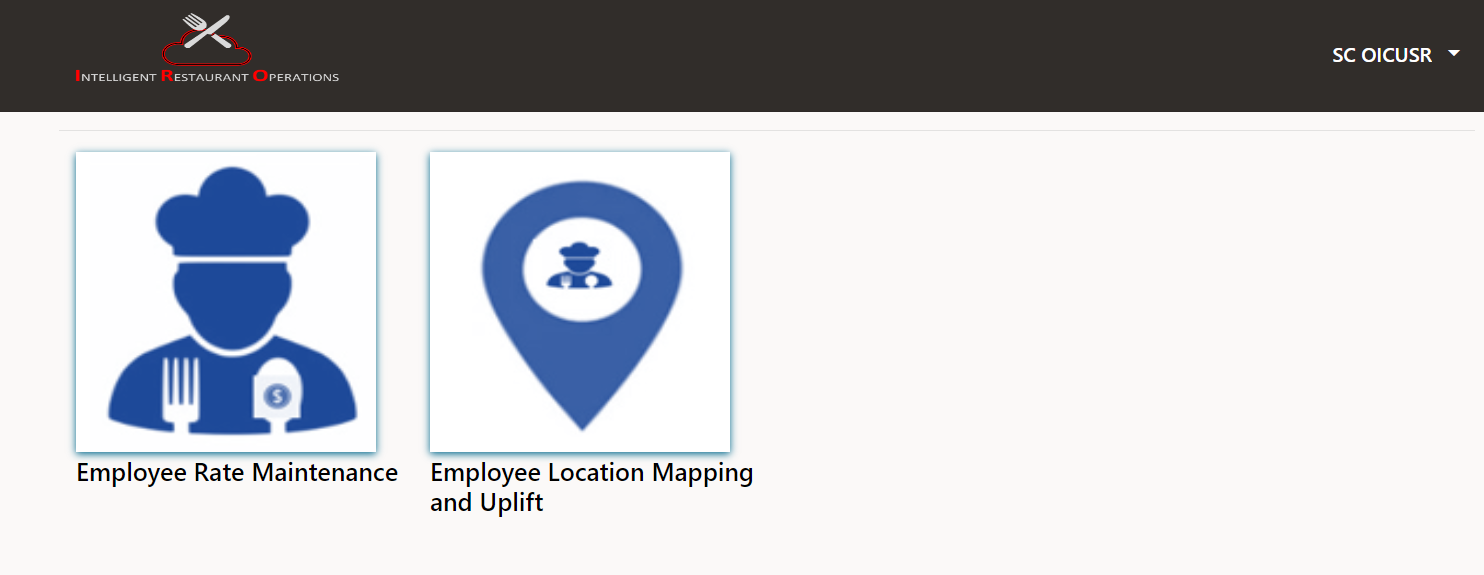 INTELLIGENT RESTAURANT OPERATIONS
SC OICUSR
$
Employee Rate Maintenance
Employee Location Mapping
and Uplift